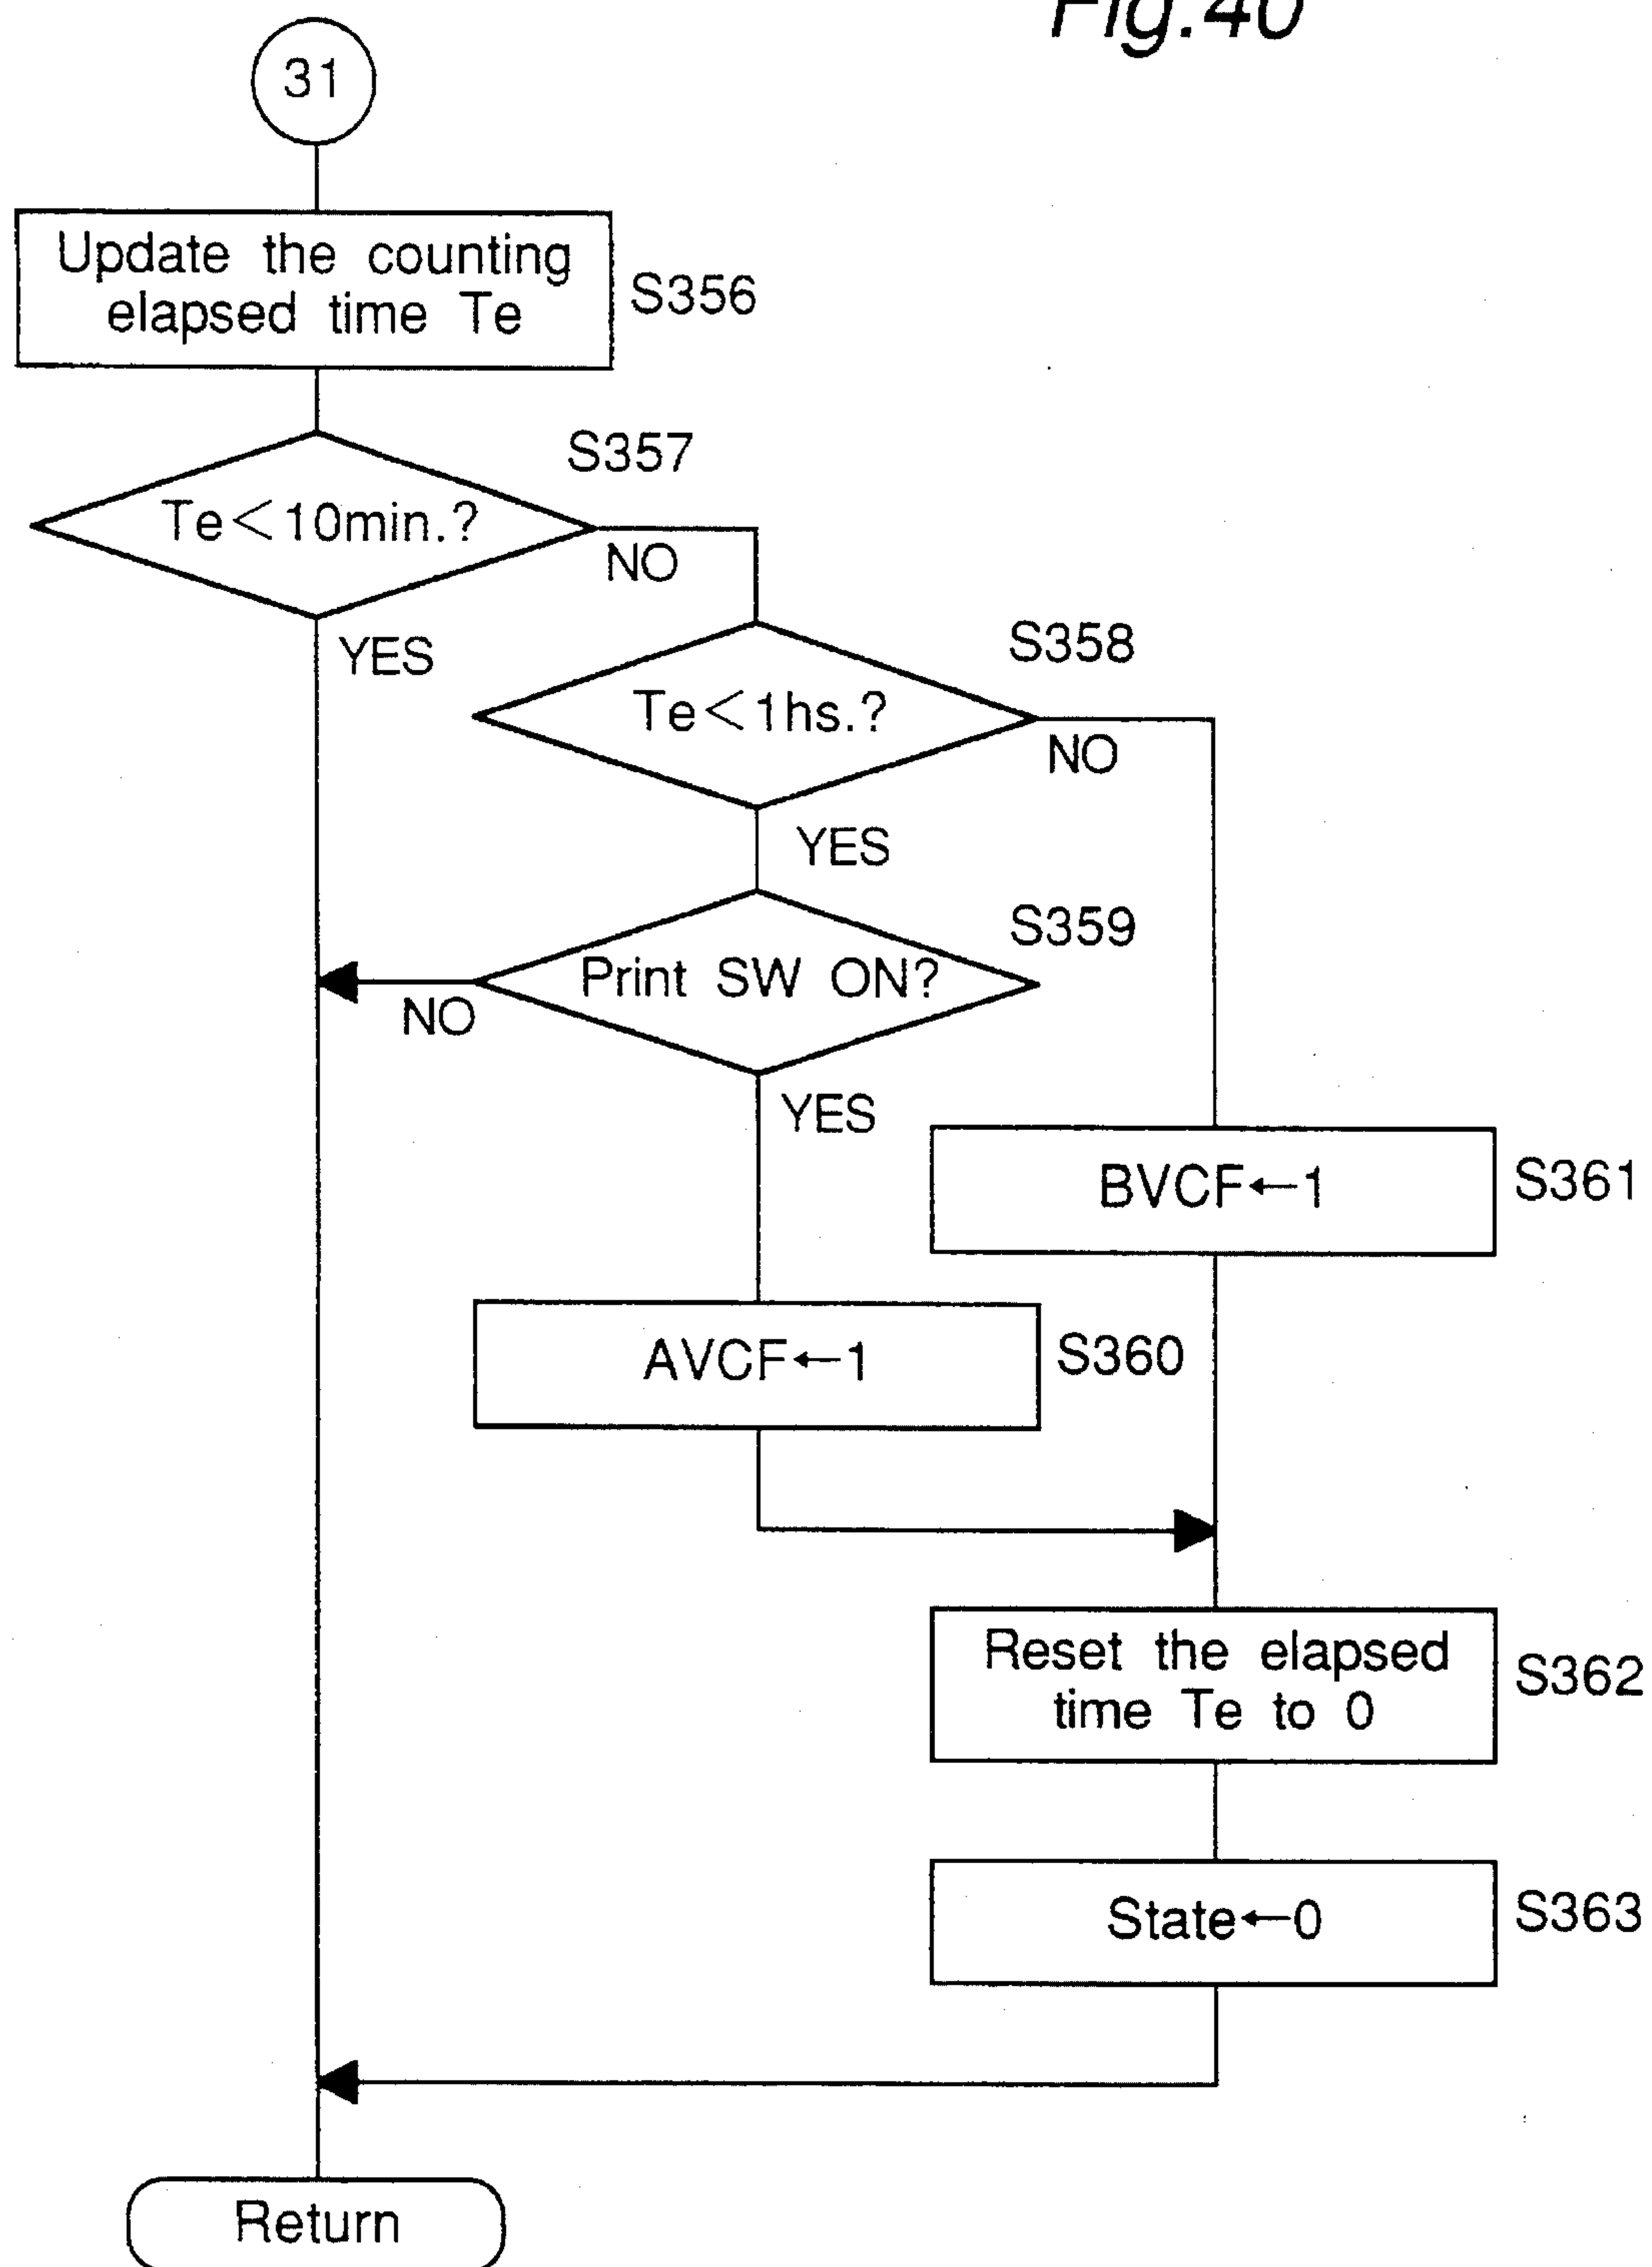 Fig.40
31
Update the counting
elapsed time Te
S356
S357
Te<10min.?
NO
YES
S358
Te<1hs.?
NO
YES
S359
Print SW ON?
NO
YES
BVCF←1
S361
AVCF←1
S360
Reset the elapsed
time Te to 0
S362
State←0
S363
Return